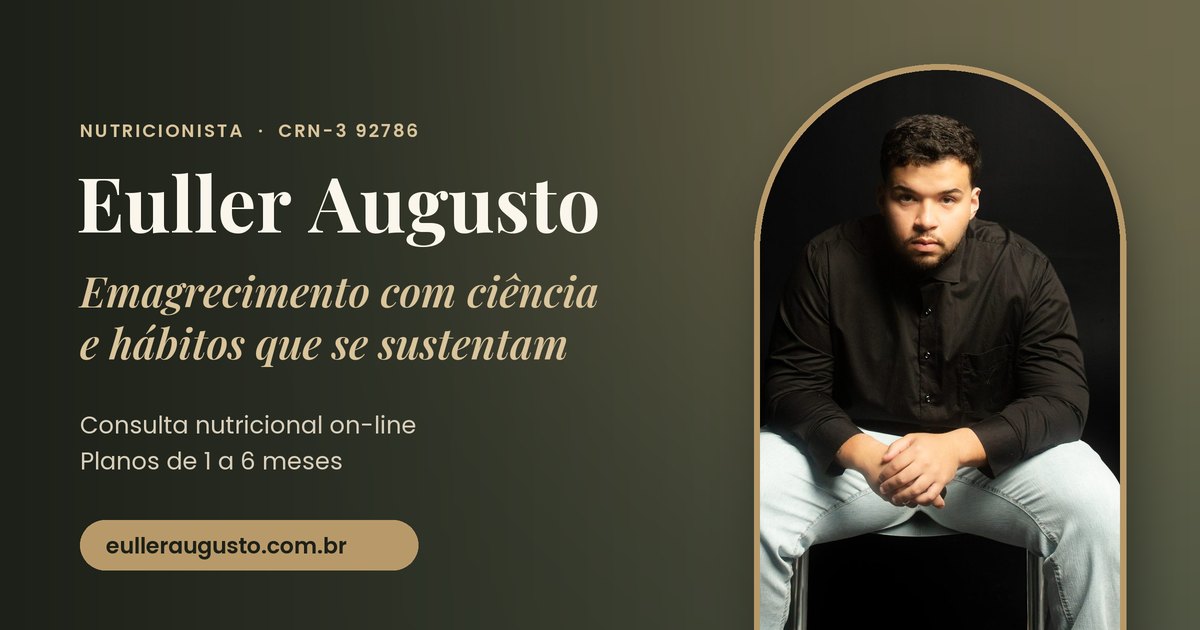 NUTRICIONISTA · CRN-3 92786
Euller Augusto
Emagrecimento com ciência
e hábitos que se sustentam
Consulta nutricional on-line
Planos de 1 a 6 meses
eulleraugusto.com.br